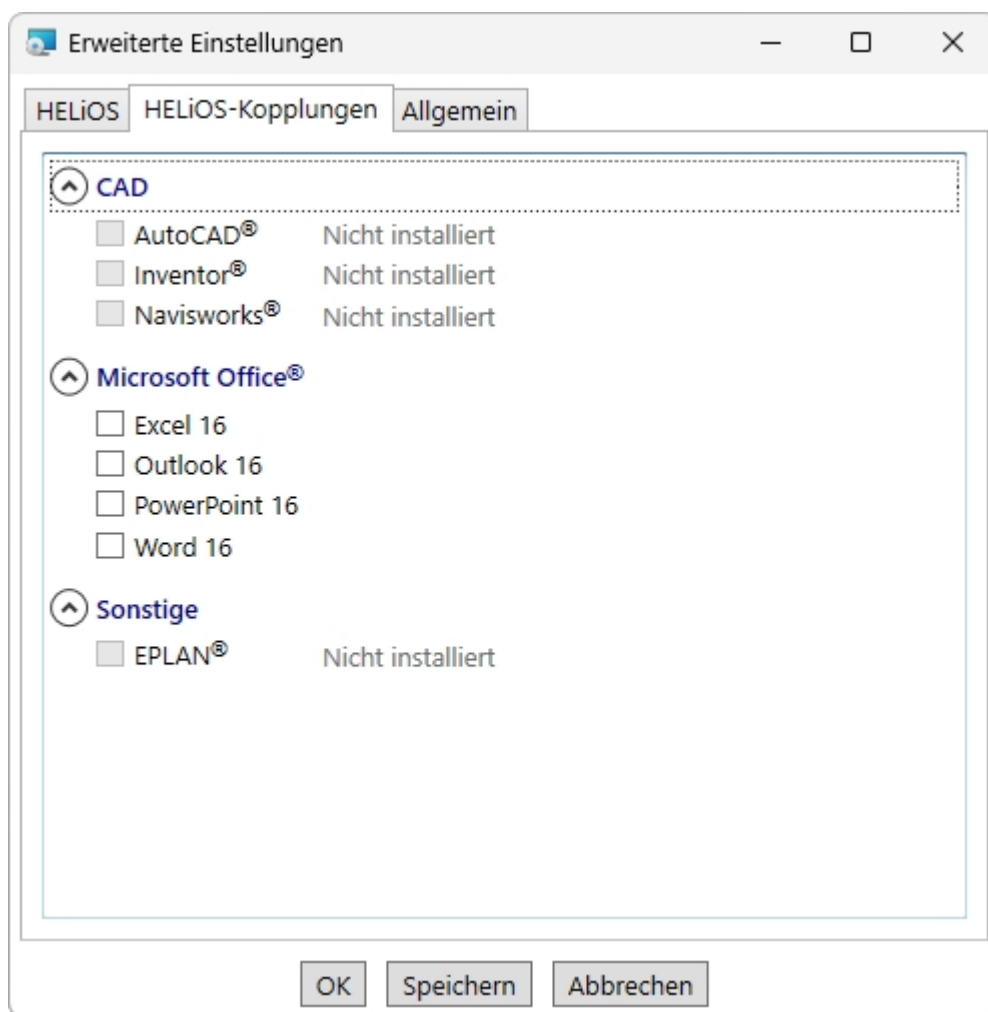 Erweiterte Einstellungen
HELiOS HELiOS-Kopplungen Allgemein
CAD
AutoCAD® Nicht installiert
Inventor® Nicht installiert
Navisworks® Nicht installiert
Microsoft Office®
Excel 16
Outlook 16
PowerPoint 16
Word 16
Sonstige
EPLAN® Nicht installiert
OK Speichern Abbrechen